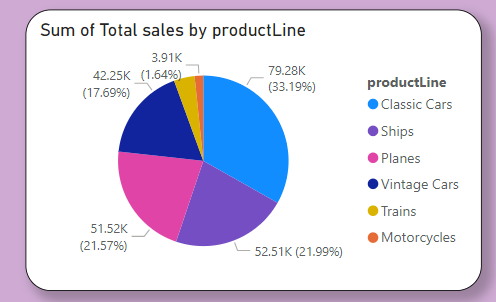 Sum of Total sales by productLine
3.91K
(1.64%)
79.28K
(33.19%)
42.25K
(17.69%)
51.52K
(21.57%)
52.51K (21.99%)
productLine
Classic Cars
Ships
Planes
Vintage Cars
Trains
Motorcycles